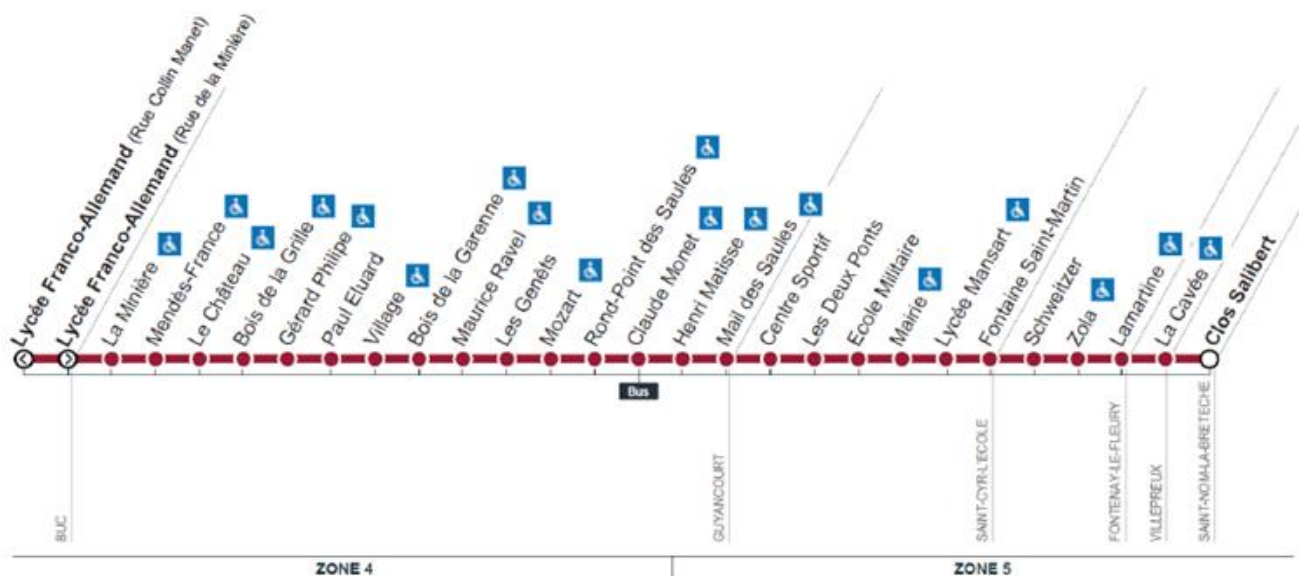 Lycée Franco-Allemand (Rue Collin Manet)
Lycée Franco-Allemand (Rue de la Minière)
La Minière
Mendès-France
Le Château
Bois de la Grille
Gérard Philipe
Paul Eluard
Village
Bois de la Garenne
Maurice Ravel
Les Genêts
Mozart
Rond-Point des Saules
Claude Monet
Henri Matisse
Mail des Saules
Centre Sportif
Les Deux Ponts
Ecole Militaire
Mairie
Lycée Mansart
Fontaine Saint-Martin
Schweitzer
Zola
Lamartine
La Cavée
Clos Salibert
Bus
BUC
GUYANCOURT
SAINT-CYR-L'ECOLE
FONTENAY-LE-FLEURY
VILLEPREUX
SAINT-NOM-LA-BRETECHE
ZONE 4
ZONE 5